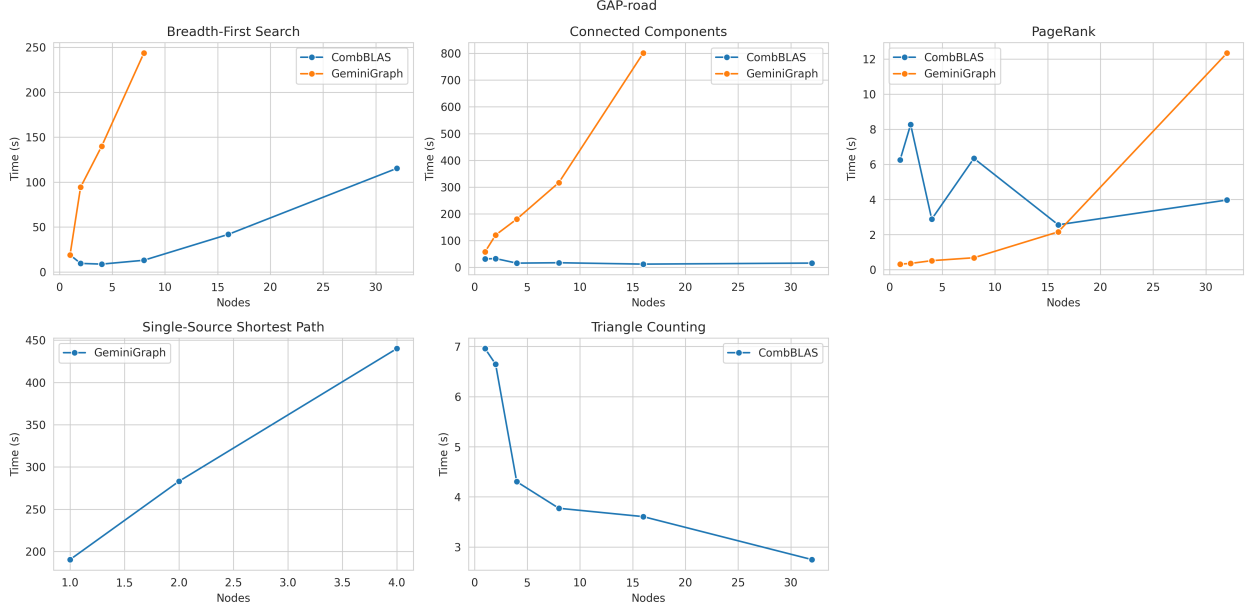 GAP-road
Breadth-First Search
Time (s)
250
200
150
100
50
0
CombBLAS
GeminiGraph
0 5 10 15 20 25 30
Nodes
Connected Components
Time (s)
800
700
600
500
400
300
200
100
0
CombBLAS
GeminiGraph
0 5 10 15 20 25 30
Nodes
PageRank
Time (s)
12
10
8
6
4
2
0
CombBLAS
GeminiGraph
0 5 10 15 20 25 30
Nodes
Single-Source Shortest Path
Time (s)
450
400
350
300
250
200
GeminiGraph
1.0 1.5 2.0 2.5 3.0 3.5 4.0
Nodes
Triangle Counting
Time (s)
7
6
5
4
3
CombBLAS
0 5 10 15 20 25 30
Nodes